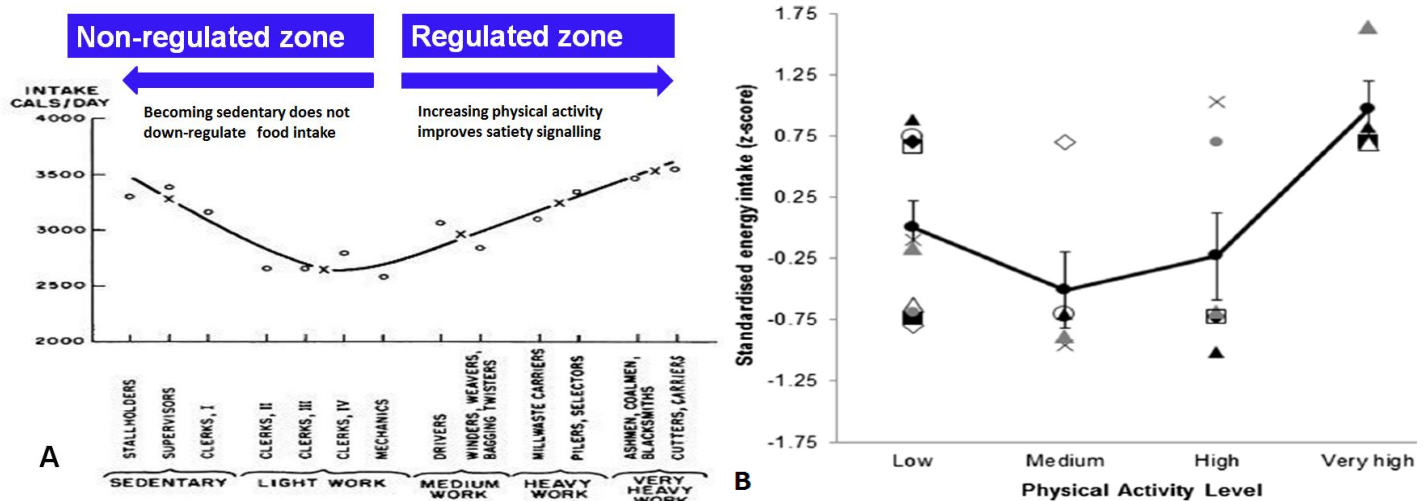 Non-regulated zone
Regulated zone
INTAKE
CALS/DAY
Becoming sedentary does not
down-regulate food intake
Increasing physical activity
improves satiety signalling
4000
3500
3000
2500
2000
STALLHOLDERS
SUPERVISORS
CLERKS, I
CLERKS, II
CLERKS, III
CLERKS, IV
MECHANICS
DRIVERS
WINDERS, WEAVERS,
BAGGING TWISTERS
MILLWASTE CARRIERS
PILERS, SELECTORS
ASHMEN, COALMEN,
BLACKSMITHS
CUTTERS, CARRIERS
SEDENTARY
LIGHT WORK
MEDIUM
WORK
HEAVY
WORK
VERY
HEAVY
WORK
A
Standardised energy intake (z-score)
1.75
1.25
0.75
0.25
-0.25
-0.75
-1.25
-1.75
Low
Medium
High
Very high
Physical Activity Level
B